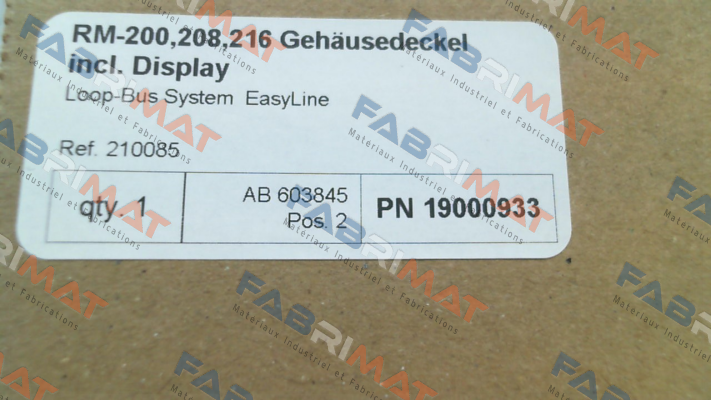 RM-200,208,216 Gehäusedeckel
incl. Display
Loop-Bus System EasyLine
Ref. 210085
qty. 1
AB 603845
Pos. 2
PN 19000933
FABRIMAT
Materiaux Industriel et Fabrications